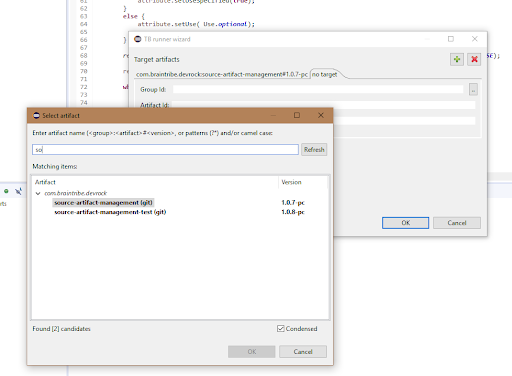 61 attribute.setUseSpecified(true);
62 }
63 else {
64 attribute.setUse( Use.optional);
65
66 }
67
68
69
70
71
72
73
74
TB runner wizard
Target artifacts
com.braintribe.devrock:source-artifact-management#1.0.7-pc
no target
Group Id:
..
Artifact Id:
OK
Cancel
Select artifact
Enter artifact name (<group>:<artifact>#<version>, or patterns (?*) and/or camel case:
so
Refresh
Matching items:
Artifact
Version
com.braintribe.devrock
source-artifact-management (git) 1.0.7-pc
source-artifact-management-test (git) 1.0.8-pc
Found [2] candidates
Condensed
OK
Cancel